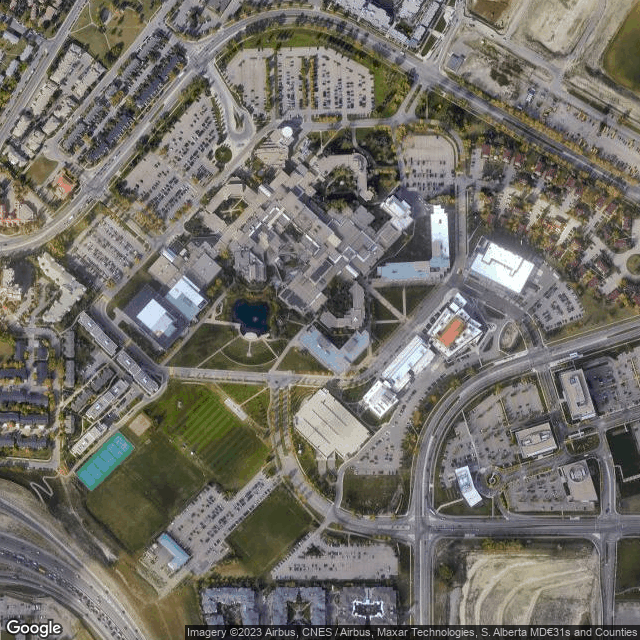 Google
Imagery ©2023 Airbus, CNES / Airbus, Maxar Technologies, S. Alberta MD€31s and Counties